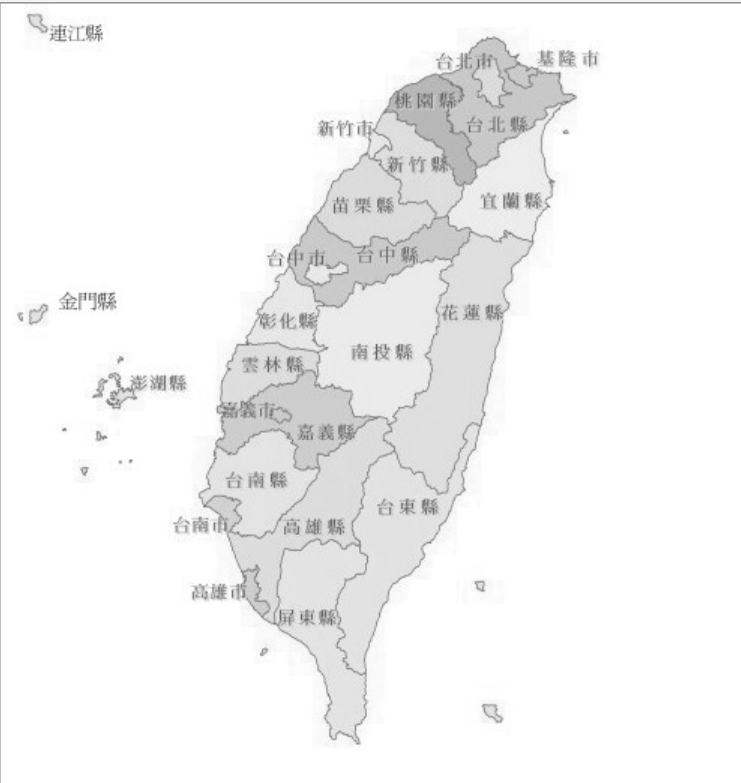 連江縣
台北市
基隆市
桃園縣
台北縣
新竹市
新竹縣
宜蘭縣
苗栗縣
台中市
台中縣
金門縣
彰化縣
花蓮縣
南投縣
雲林縣
澎湖縣
嘉義市
嘉義縣
台南縣
台東縣
台南市
高雄縣
高雄市
屏東縣